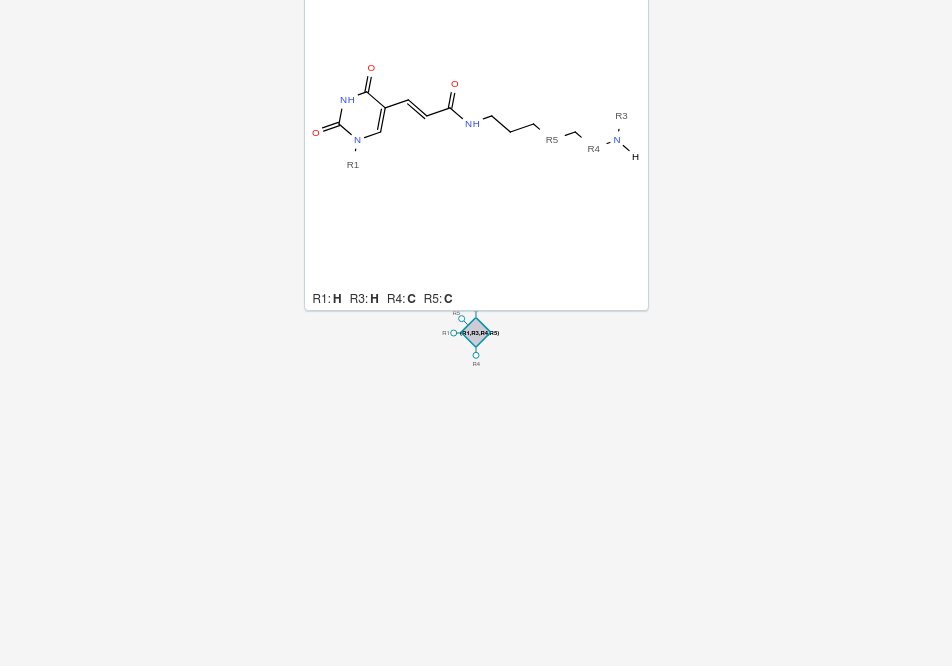 O
O
NH
R3
O
NH
N
R5
N
R4
H
R1
R1: H R3: H R4: C R5: C
R5
R1
(R1,R3,R4,R5)
R4